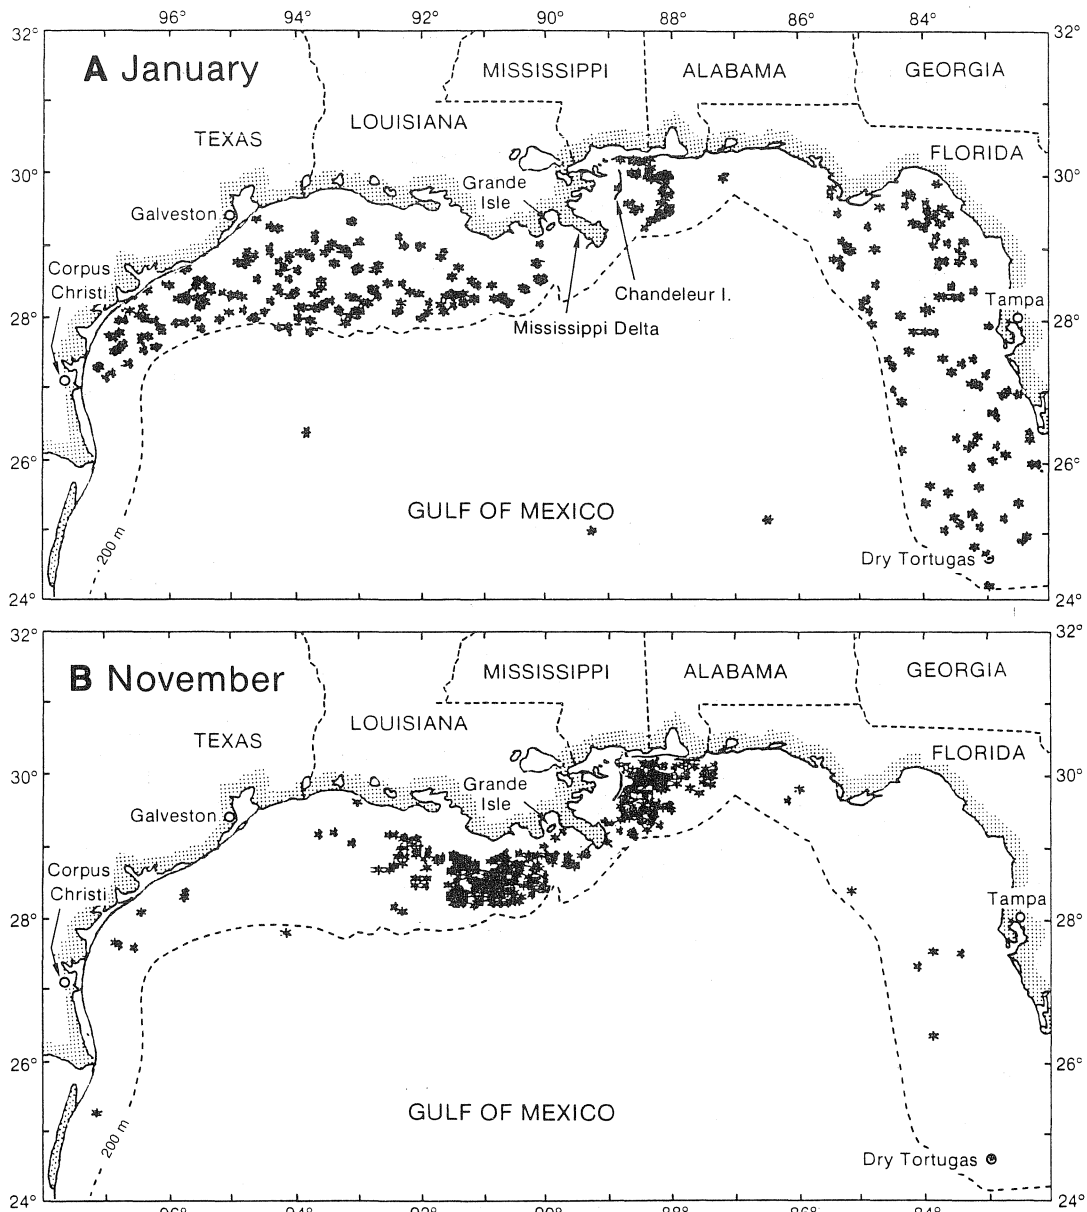 96° 94° 92° 90° 88° 86° 84°
32° 32°
A January
MISSISSIPPI ALABAMA GEORGIA
LOUISIANA
TEXAS
FLORIDA
30° 30°
Grande
Isle
Galveston
Corpus
Christi
Chandeleur I.
Tampa
28° 28°
Mississippi Delta
26° 26°
GULF OF MEXICO
200 m
Dry Tortugas
24° 24°
32° 32°
B November
MISSISSIPPI ALABAMA GEORGIA
LOUISIANA
TEXAS
FLORIDA
30° 30°
Grande
Isle
Galveston
Corpus
Christi
Tampa
28° 28°
26° 26°
GULF OF MEXICO
200 m
Dry Tortugas
24° 24°